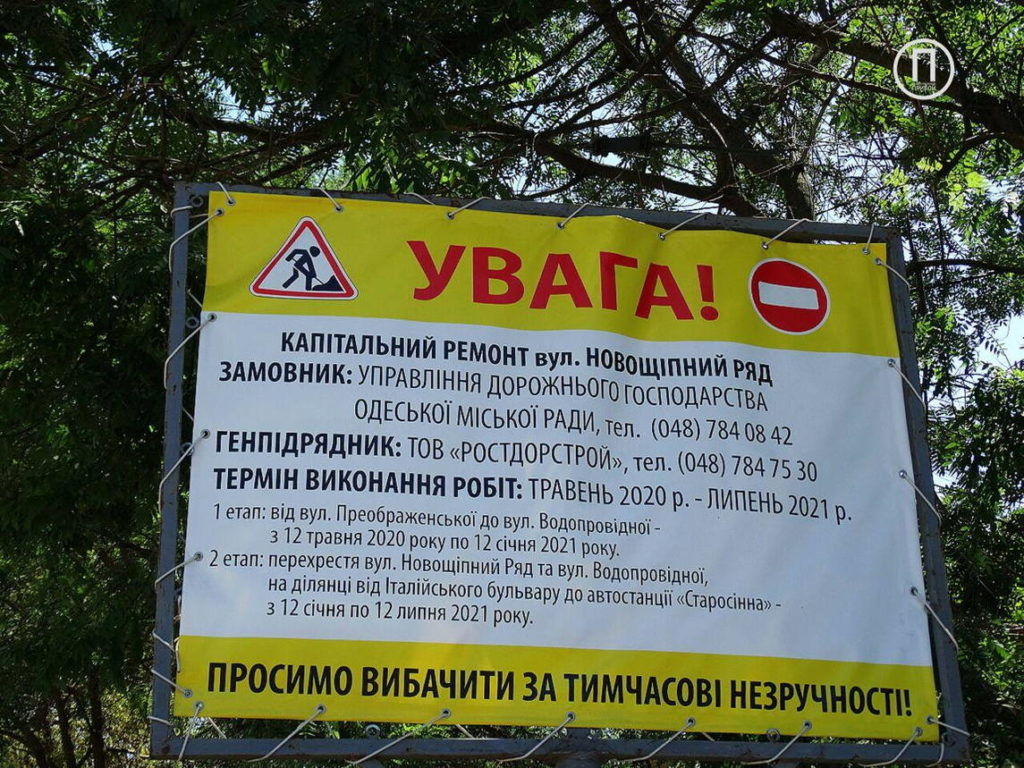 П
УВАГА!
КАПІТАЛЬНИЙ РЕМОНТ вул. НОВОЩІПНИЙ РЯД
ЗАМОВНИК: УПРАВЛІННЯ ДОРОЖНЬОГО ГОСПОДАРСТВА
ОДЕСЬКОЇ МІСЬКОЇ РАДИ, тел. (048) 784 08 42
ГЕНПІДРЯДНИК: ТОВ «РОСТДОРСТРОЙ», тел. (048) 784 75 30
ТЕРМІН ВИКОНАННЯ РОБІТ: ТРАВЕНЬ 2020 р. - ЛИПЕНЬ 2021 р.
1 етап: від вул. Преображенської до вул. Водопровідної -
з 12 травня 2020 року по 12 січня 2021 року.
2 етап: перехрестя вул. Новощіпний Ряд та вул. Водопровідної,
на ділянці від Італійського бульвару до автостанції «Старосінна» -
з 12 січня по 12 липня 2021 року.
ПРОСИМО ВИБАЧИТИ ЗА ТИМЧАСОВІ НЕЗРУЧНОСТІ!